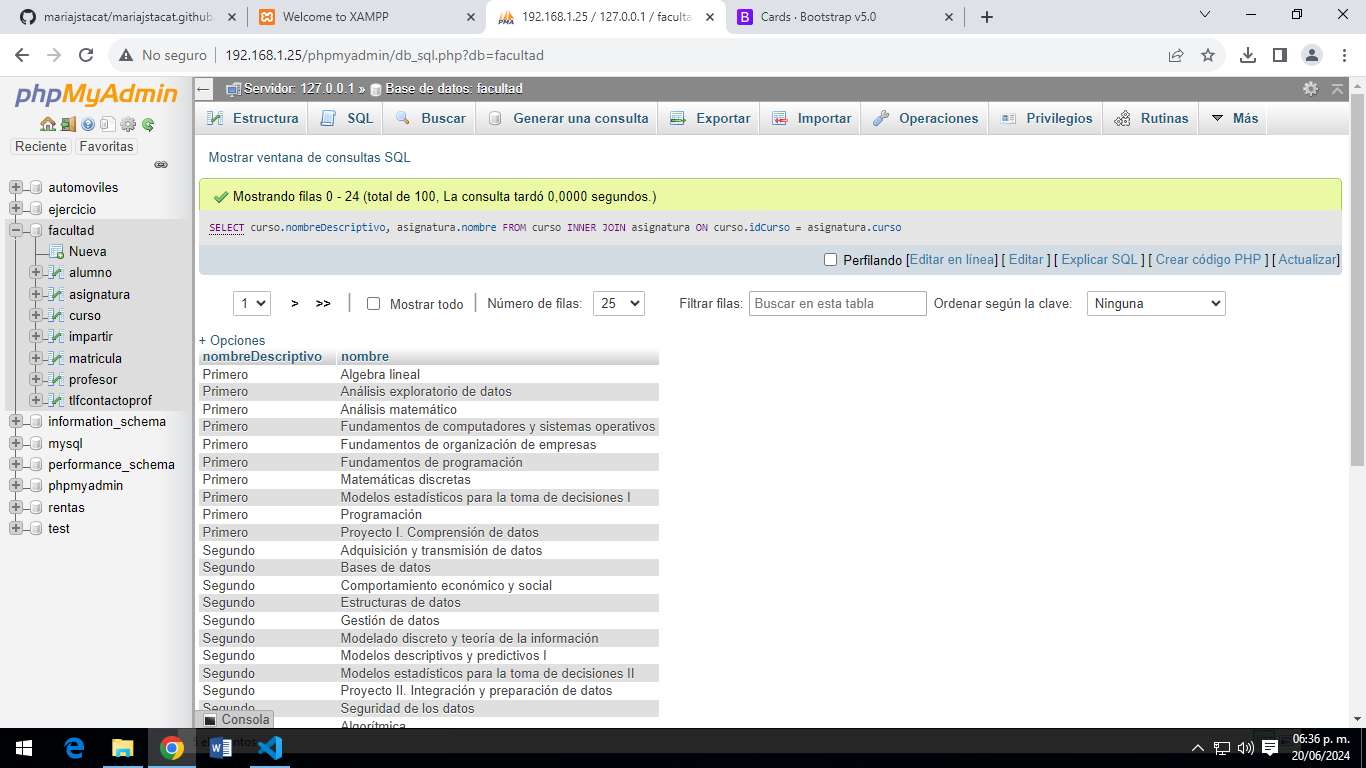 mariajstacat/mariajstacat.github
Welcome to XAMPP
192.168.1.25 / 127.0.0.1 / faculta
Cards · Bootstrap v5.0
No seguro
192.168.1.25/phpmyadmin/db_sql.php?db=facultad
phpMyAdmin
Reciente Favoritas
automoviles
ejercicio
facultad
Nueva
alumno
asignatura
curso
impartir
matricula
profesor
tlfcontactoprof
information_schema
mysql
performance_schema
phpmyadmin
rentas
test
Servidor: 127.0.0.1 » Base de datos: facultad
Estructura SQL Buscar Generar una consulta Exportar Importar Operaciones Privilegios Rutinas Más
Mostrar ventana de consultas SQL
Mostrando filas 0 - 24 (total de 100, La consulta tardó 0,0000 segundos.)
SELECT curso.nombreDescriptivo, asignatura.nombre FROM curso INNER JOIN asignatura ON curso.idCurso = asignatura.curso
Perfilando [Editar en línea] [ Editar ] [ Explicar SQL ] [ Crear código PHP ] [ Actualizar]
1 > >> | Mostrar todo | Número de filas: 25 Filtrar filas: Buscar en esta tabla Ordenar según la clave: Ninguna
+ Opciones
nombreDescriptivo nombre
Primero Algebra lineal
Primero Análisis exploratorio de datos
Primero Análisis matemático
Primero Fundamentos de computadores y sistemas operativos
Primero Fundamentos de organización de empresas
Primero Fundamentos de programación
Primero Matemáticas discretas
Primero Modelos estadísticos para la toma de decisiones I
Primero Programación
Primero Proyecto I. Comprensión de datos
Segundo Adquisición y transmisión de datos
Segundo Bases de datos
Segundo Comportamiento económico y social
Segundo Estructuras de datos
Segundo Gestión de datos
Segundo Modelado discreto y teoría de la información
Segundo Modelos descriptivos y predictivos I
Segundo Modelos estadísticos para la toma de decisiones II
Segundo Proyecto II. Integración y preparación de datos
Segundo Seguridad de los datos
Algorítmica
Consola
5 elementos
06:36 p. m.
20/06/2024